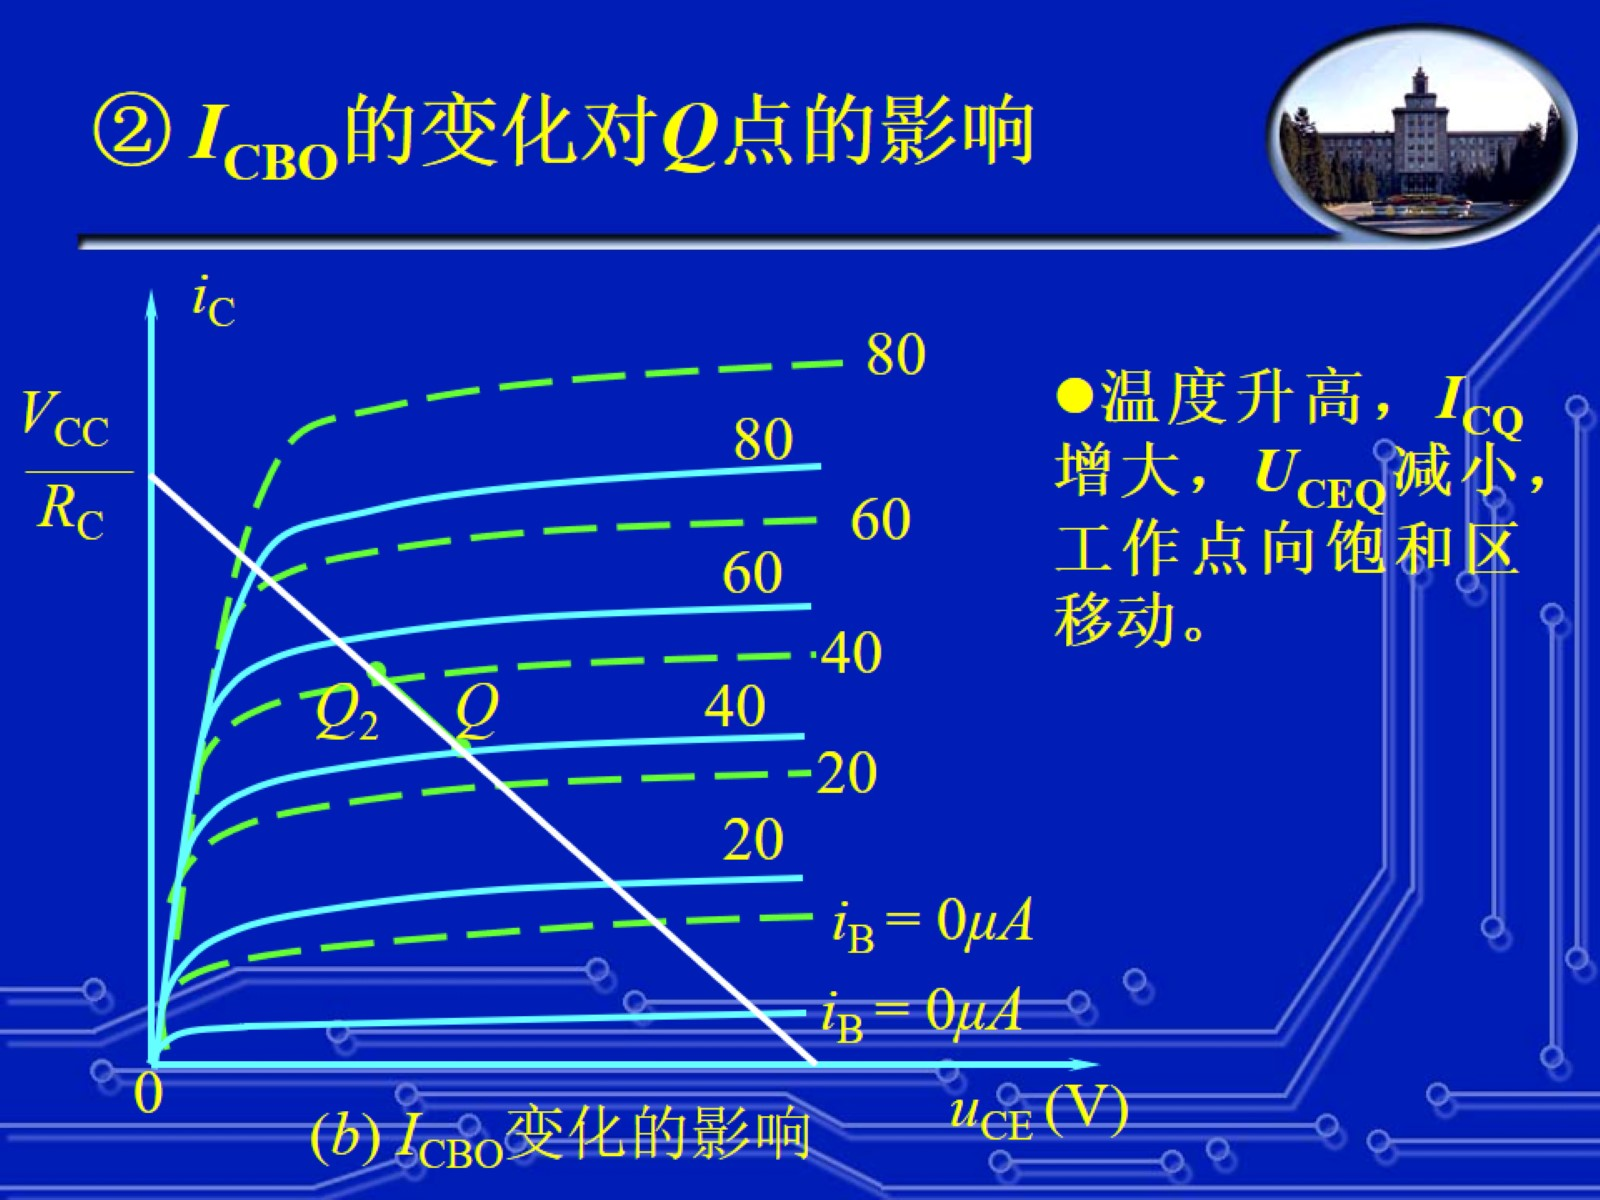 ② ICBO的变化对Q点的影响
iC
80
VCC
RC
80
60
60
40
Q2
Q
40
20
20
iB = 0μA
iB = 0μA
0
uCE (V)
(b) ICBO变化的影响
●温度升高，ICQ
增大，UCEQ减小，
工作点向饱和区
移动。